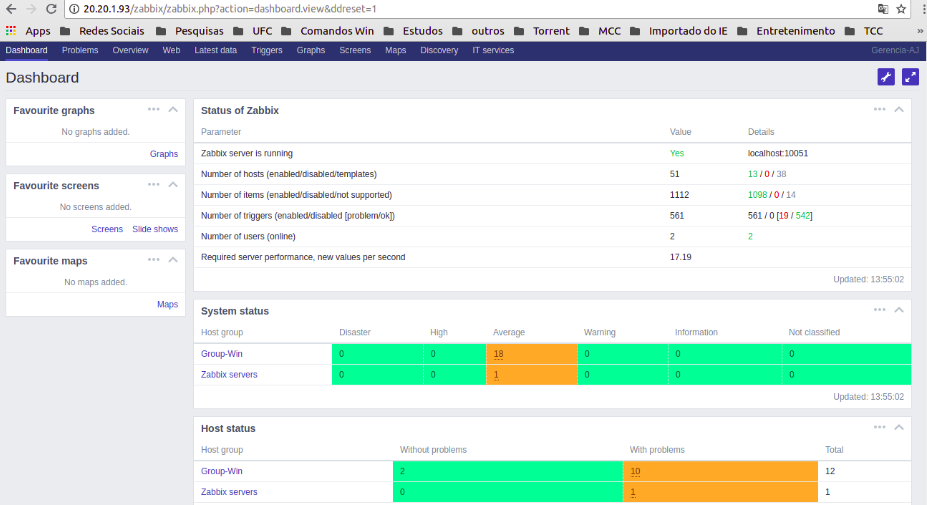 20.20.1.93/zabbix/zabbix.php?action=dashboard.view&ddreset=1
Apps Redes Sociais Pesquisas UFC Comandos Win Estudos outros Torrent MCC Importado do IE Entretenimento TCC »
Dashboard Problems Overview Web Latest data Triggers Graphs Screens Maps Discovery IT services Gerencia-AJ
Dashboard
Favourite graphs
No graphs added.
Graphs
Favourite screens
No screens added.
Screens Slide shows
Favourite maps
No maps added.
Maps
Status of Zabbix
Parameter Value Details
Zabbix server is running Yes localhost:10051
Number of hosts (enabled/disabled/templates) 51 13 / 0 / 38
Number of items (enabled/disabled/not supported) 1112 1098 / 0 / 14
Number of triggers (enabled/disabled [problem/ok]) 561 561 / 0 [19 / 542]
Number of users (online) 2 2
Required server performance, new values per second 17.19
Updated: 13:55:02
System status
Host group Disaster High Average Warning Information Not classified
Group-Win 0 0 18 0 0 0
Zabbix servers 0 0 1 0 0 0
Updated: 13:55:02
Host status
Host group Without problems With problems Total
Group-Win 2 10 12
Zabbix servers 0 1 1